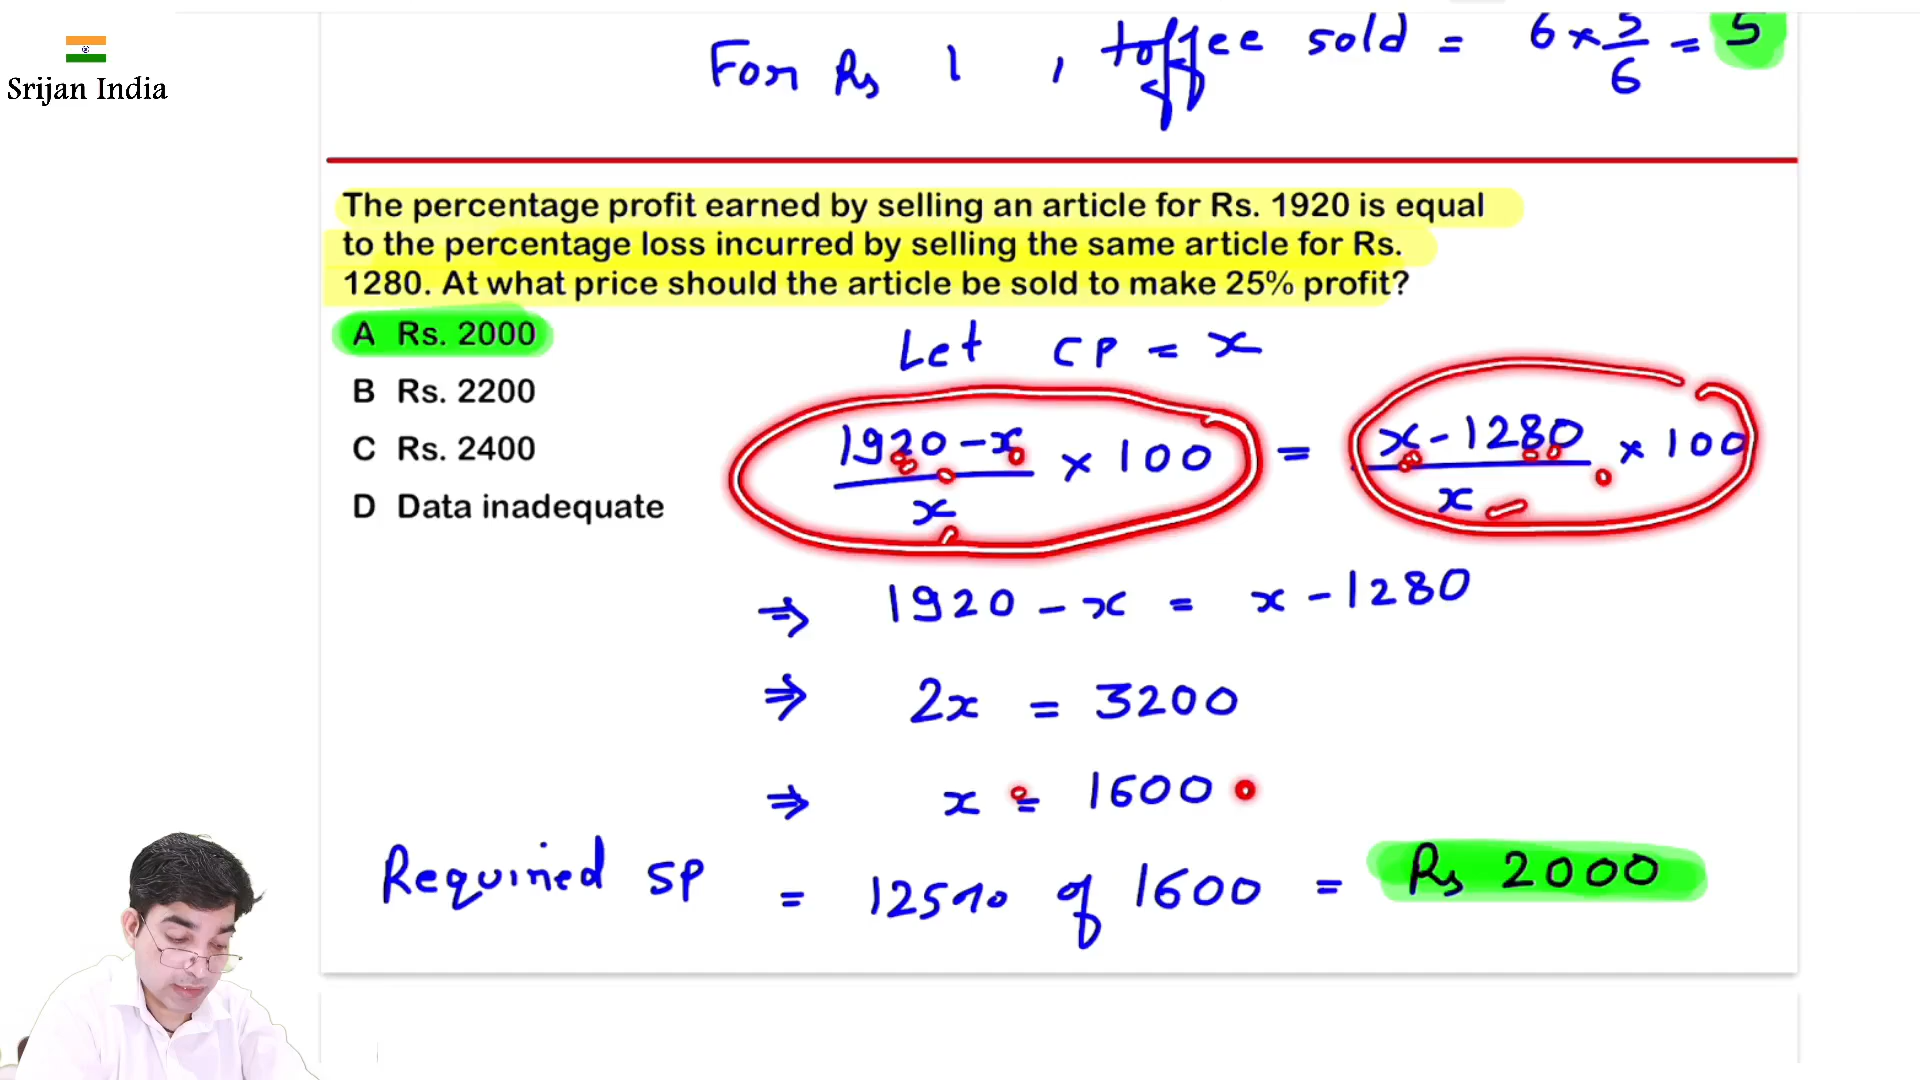 Srijan India
For Rs 1 , toffee sold = 6 × 5/6 = 5
The percentage profit earned by selling an article for Rs. 1920 is equal
to the percentage loss incurred by selling the same article for Rs.
1280. At what price should the article be sold to make 25% profit?
A Rs. 2000
B Rs. 2200
C Rs. 2400
D Data inadequate
Let CP = x
1920 - x / x × 100 = x - 1280 / x × 100
⇒ 1920 - x = x - 1280
⇒ 2x = 3200
⇒ x = 1600
Required SP = 125% of 1600 = Rs 2000